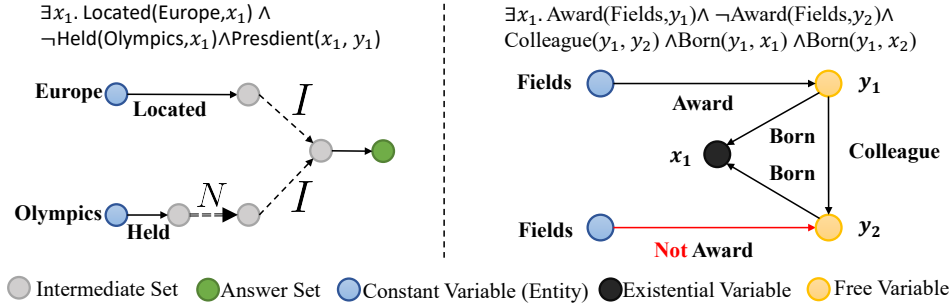 ∃x₁. Located(Europe,x₁) ∧
¬Held(Olympics,x₁)∧Presdient(x₁, y₁)
Europe
Located
I
Olympics
Held
N
I
∃x₁. Award(Fields,y₁)∧ ¬Award(Fields,y₂)∧
Colleague(y₁, y₂) ∧Born(y₁, x₁) ∧Born(y₁, x₂)
Fields
Award
y₁
Born
x₁
Colleague
Born
Fields
Not Award
y₂
Intermediate Set
Answer Set
Constant Variable (Entity)
Existential Variable
Free Variable